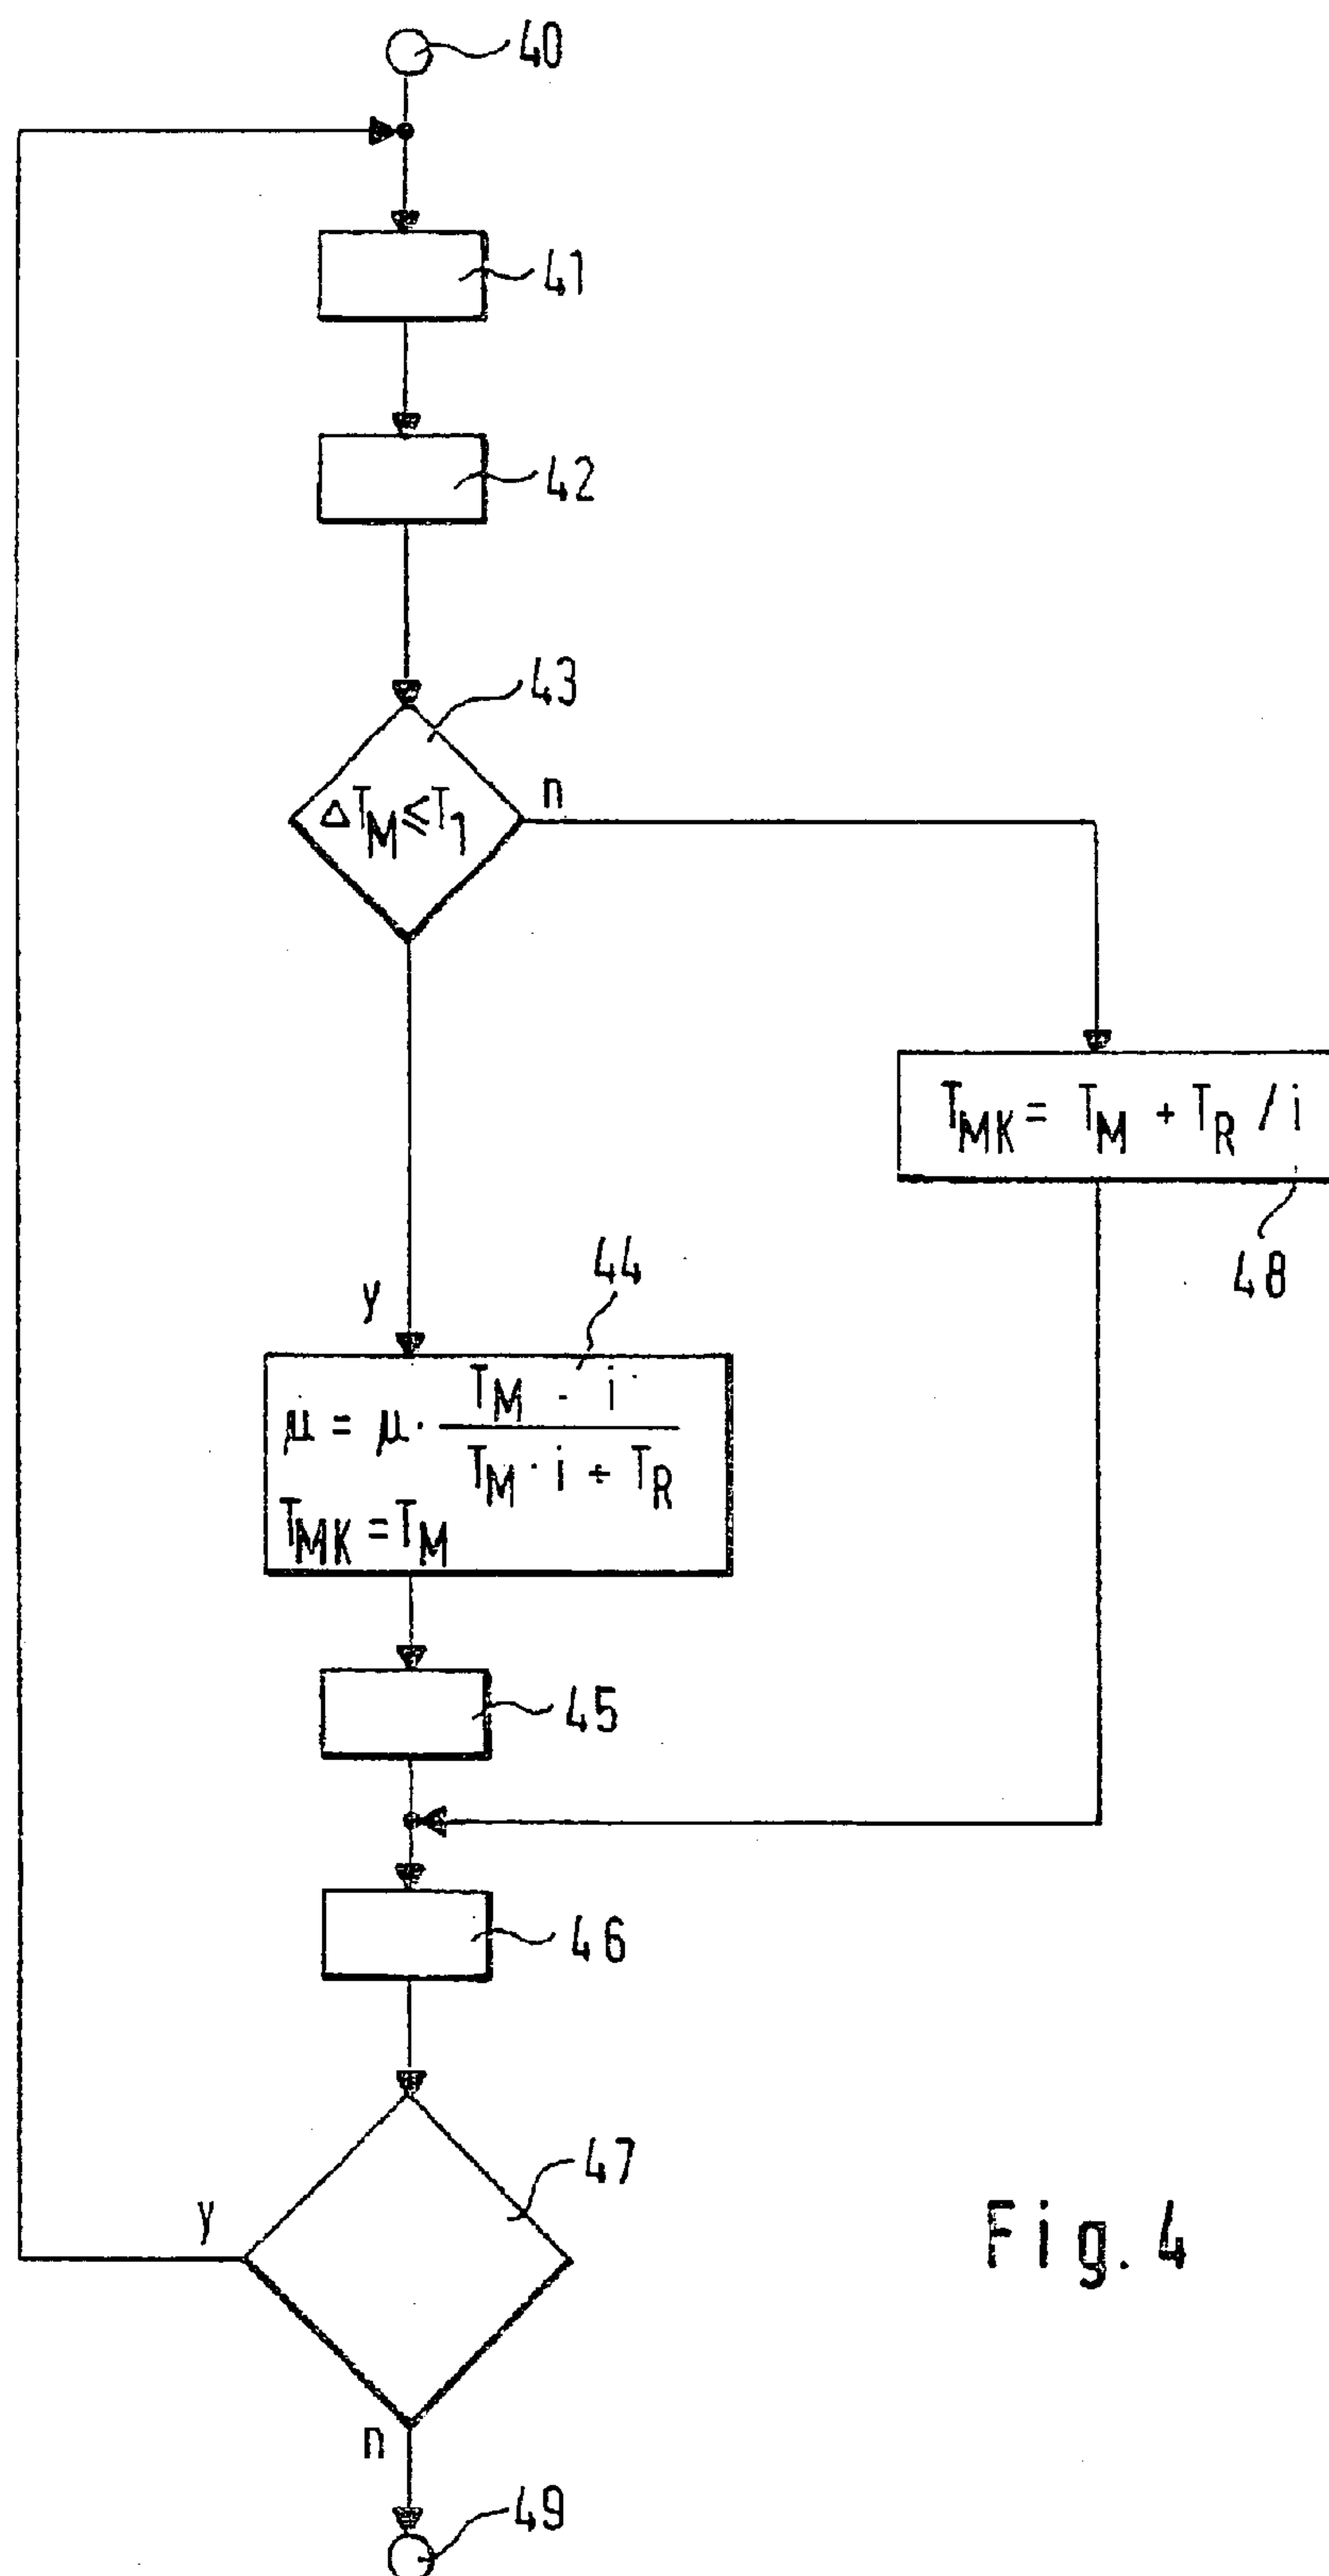 40
41
42
43
n
ΔT_M ≤ T_1
T_MK = T_M + T_R / i
48
44
y
μ = μ · (T_M · i) / (T_M · i + T_R)
T_MK = T_M
45
46
47
y
Fig. 4
n
49